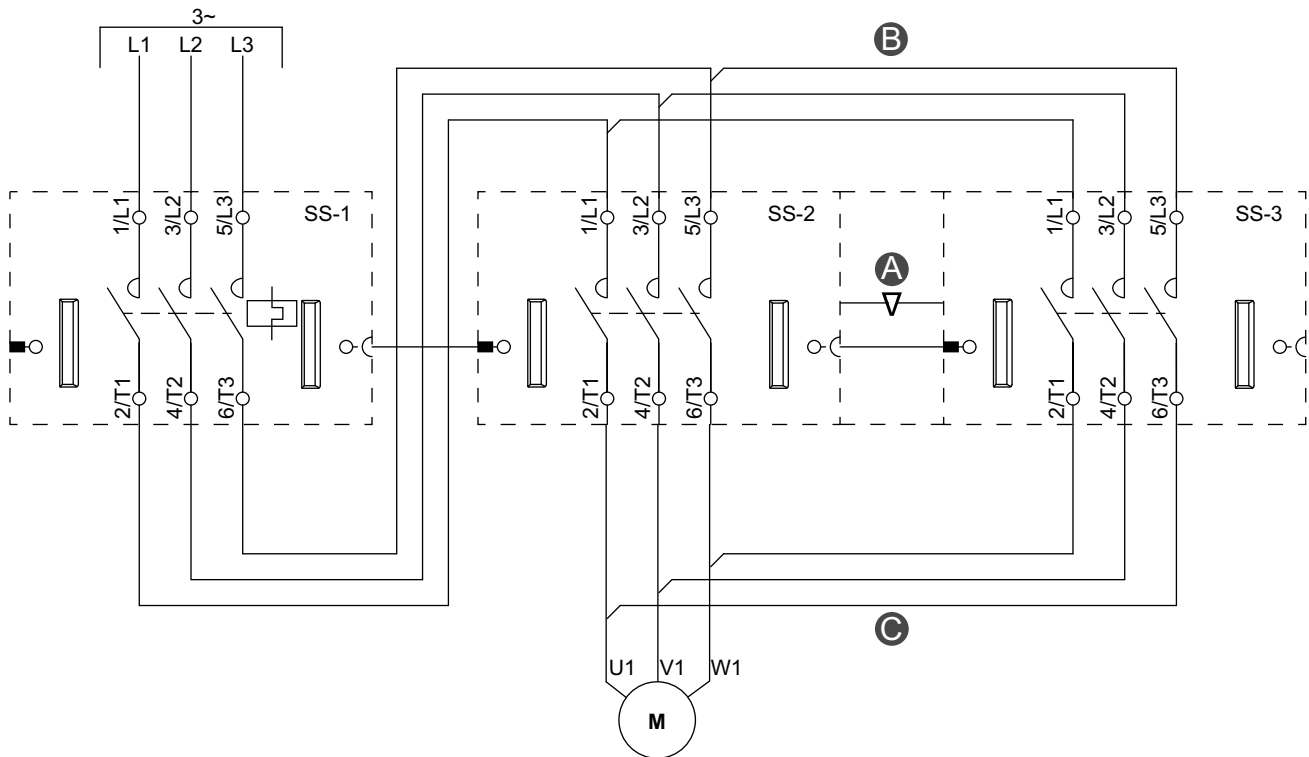 3~
L1 L2 L3
B
1/L1 3/L2 5/L3 SS-1
1/L1 3/L2 5/L3 SS-2
1/L1 3/L2 5/L3 SS-3
A
2/T1 4/T2 6/T3
2/T1 4/T2 6/T3
2/T1 4/T2 6/T3
C
U1 V1 W1
M